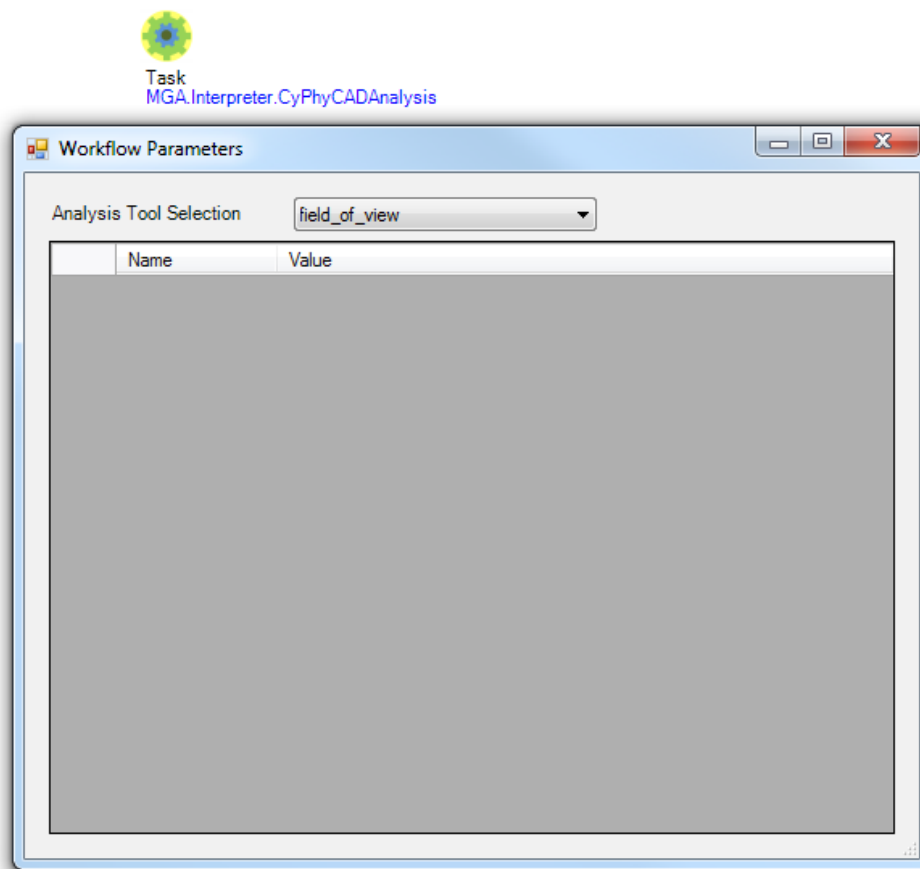 Task
MGA.Interpreter.CyPhyCADAnalysis
Workflow Parameters
Analysis Tool Selection field_of_view
Name Value